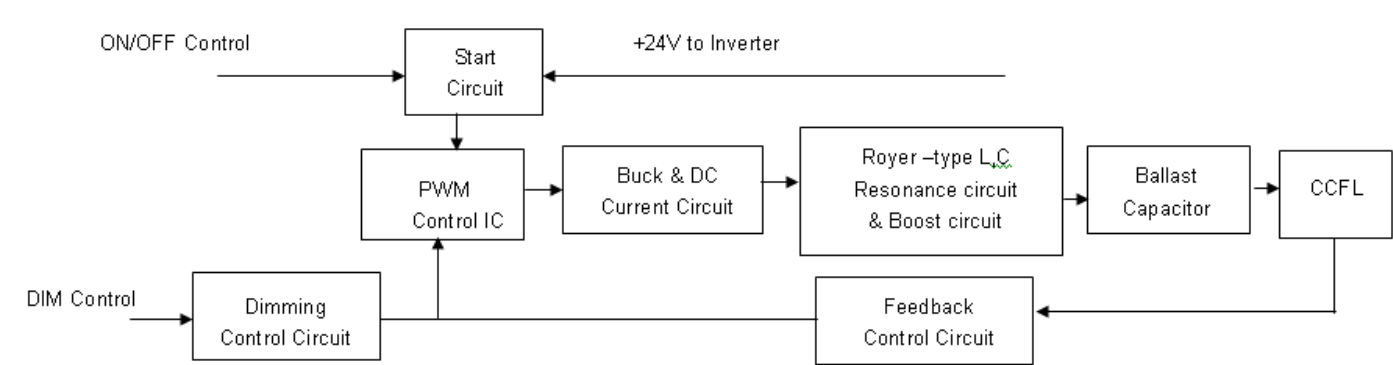 ON/OFF Control
+24V to Inverter
Start
Circuit
PWM
Control IC
Buck & DC
Current Circuit
Royer –type L,C
Resonance circuit
& Boost circuit
Ballast
Capacitor
CCFL
DIM Control
Dimming
Control Circuit
Feedback
Control Circuit